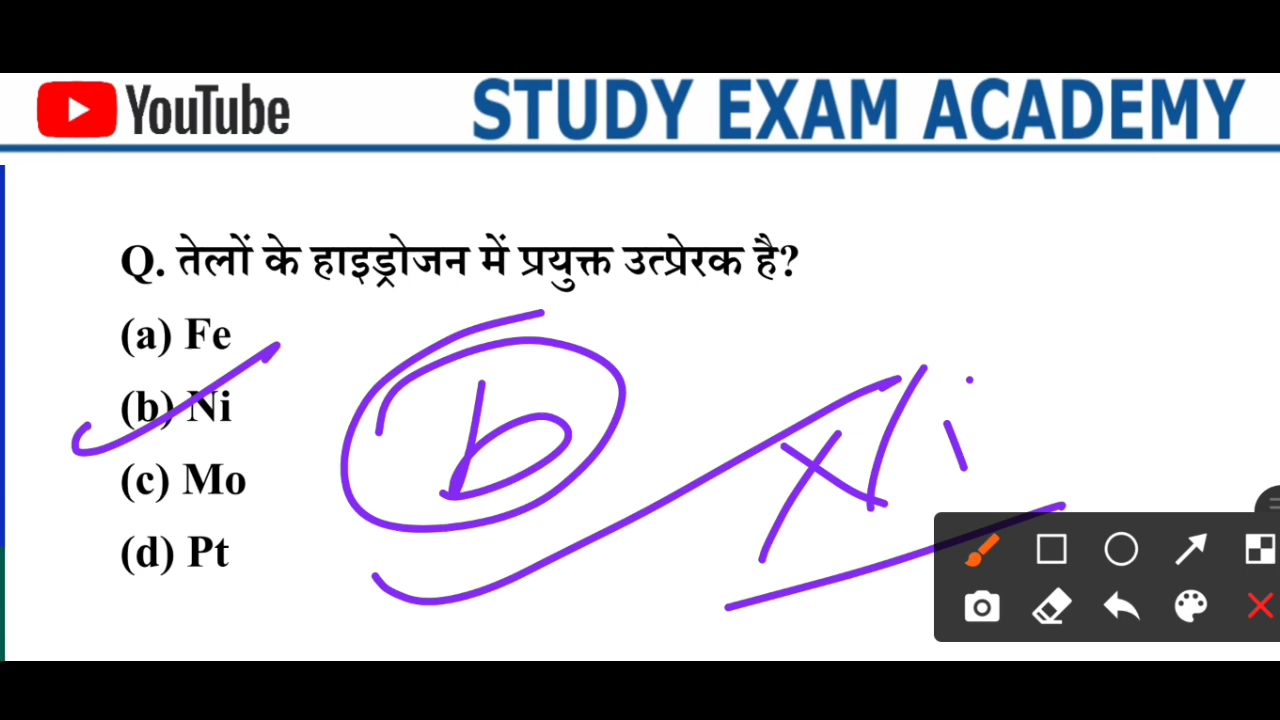 YouTube STUDY EXAM ACADEMY
Q. तेलों के हाइड्रोजन में प्रयुक्त उत्प्रेरक है?
(a) Fe
(b) Ni
(c) Mo
(d) Pt
b
Ni